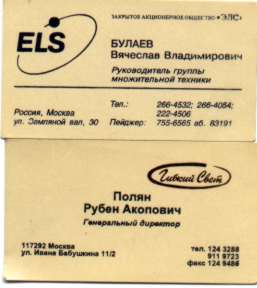 ЗАКРЫТОЕ АКЦИОНЕРНОЕ ОБЩЕСТВО "ЭЛС"
ELS
БУЛАЕВ
Вячеслав Владимирович
Руководитель группы
множительной техники
Тел.: 266-4532; 266-4084;
222-4506
Россия, Москва
ул. Земляной вал, 30 Пейджер: 755-6565 аб. 83191
Гибкий Свет
Полян
Рубен Акопович
Генеральный директор
117292 Москва
ул. Ивана Бабушкина 11/2
тел. 124 3288
911 9723
факс 124 9486